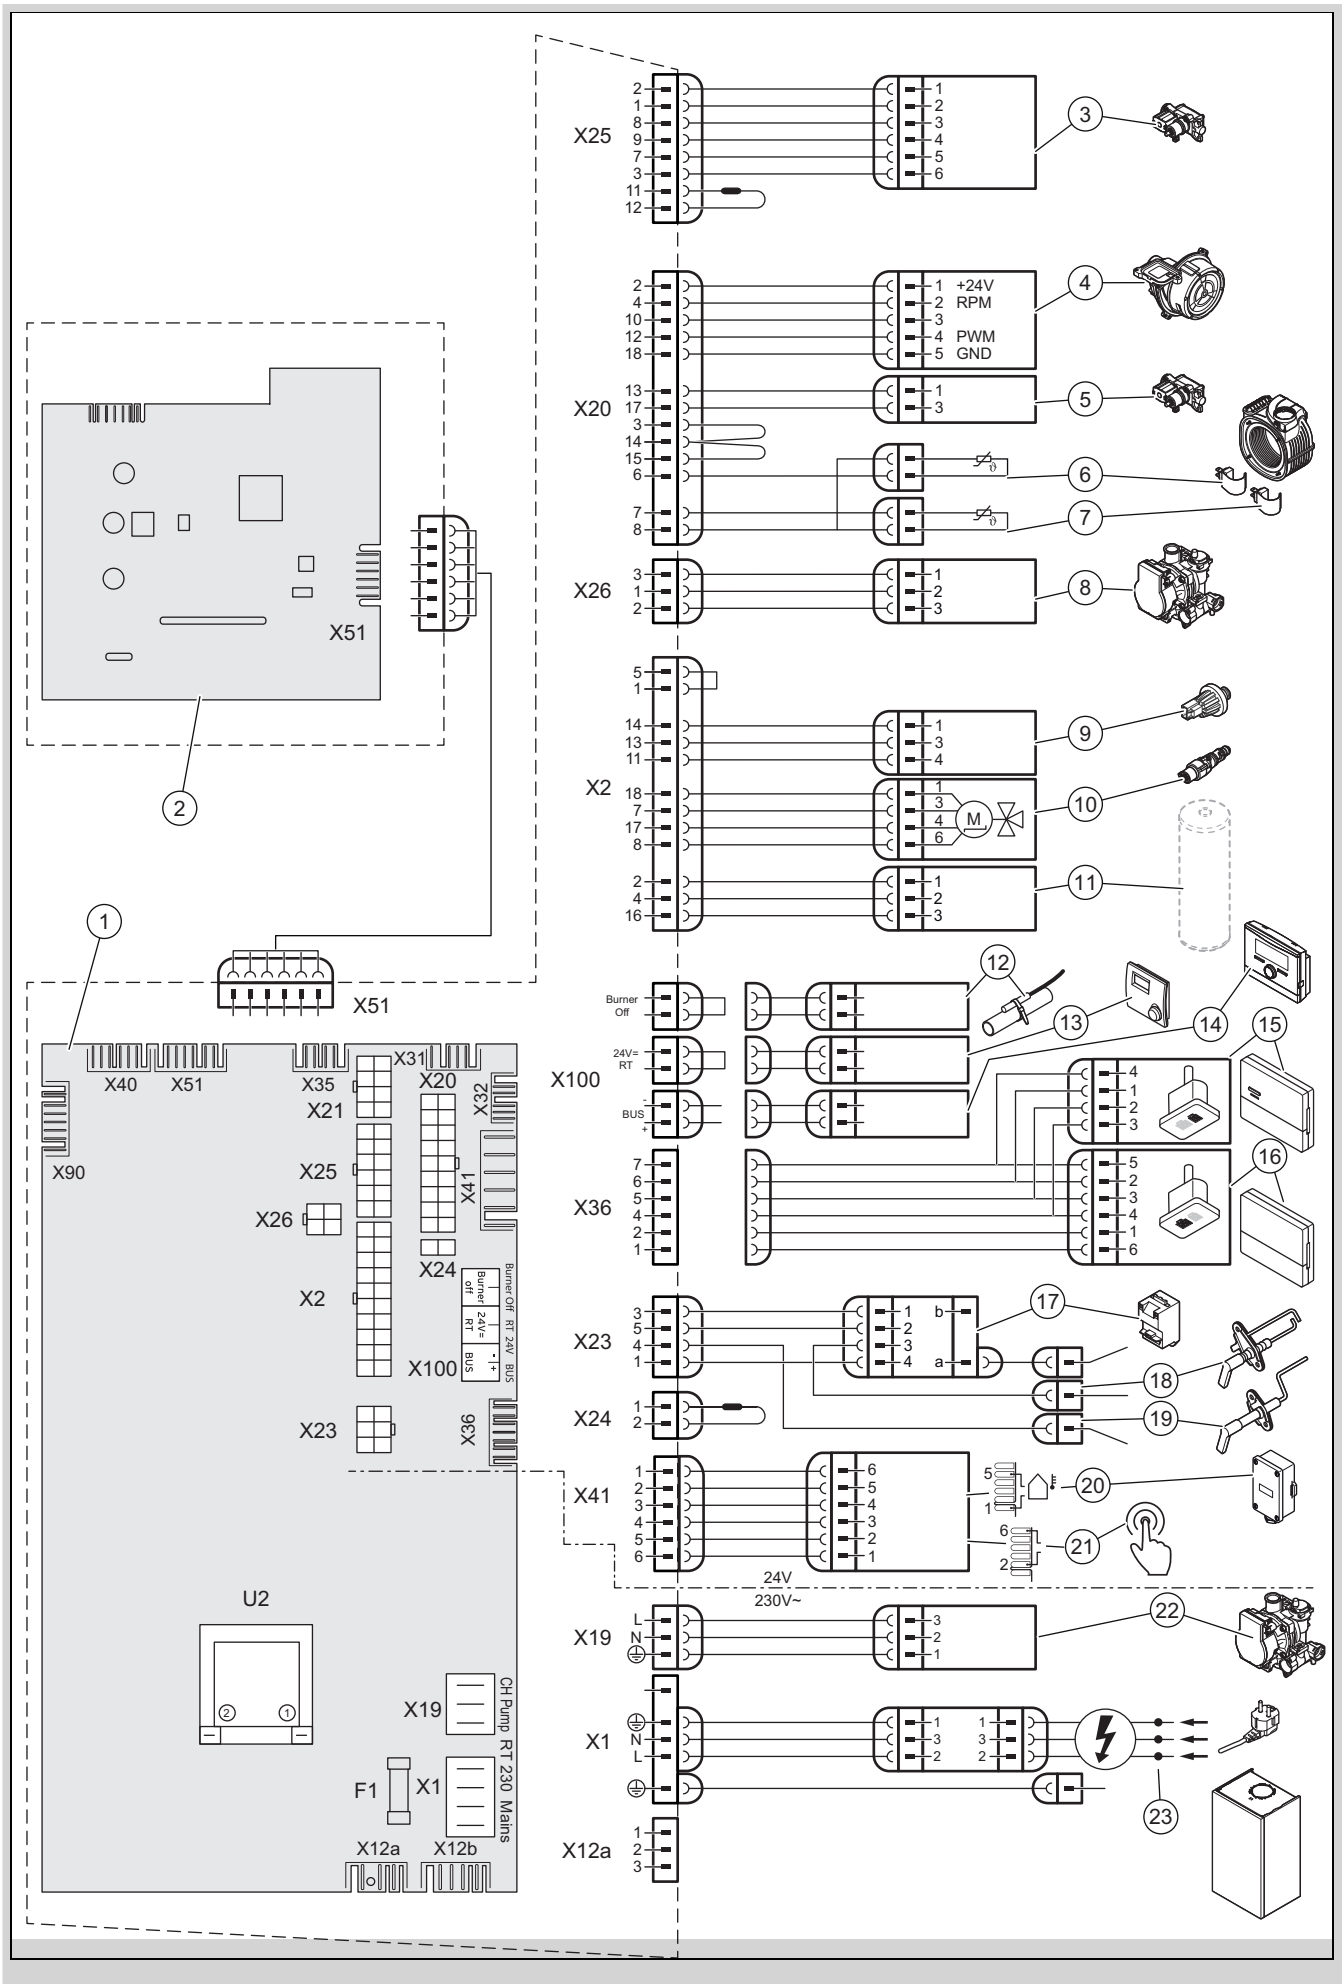 X25
2
1
8
9
7
3
11
12
1
2
3
4
5
6
3
X20
2
4
10
12
18
13
17
3
14
15
6
7
8
1 +24V
2 RPM
3
4 PWM
5 GND
4
1
3
5
ϑ
6
ϑ
7
X26
3
1
2
1
2
3
8
X51
2
X2
5
1
14
13
11
18
7
17
8
2
4
16
1
3
4
9
1
3
4
6
M
10
1
2
3
11
1
X51
X100
Burner
Off
24V=
RT
-
BUS
+
12
13
14
15
4
1
2
3
X36
7
6
5
4
2
1
5
2
3
4
1
6
16
X40
X51
X35
X31
X20
X32
X21
X90
X25
X41
X26
X24
X2
Burner
off
24V=
RT
BUS
- +
Burner Off RT 24V BUS
X100
X23
X36
X23
3
5
4
1
1
2
3
4
b
a
17
18
19
X24
1
2
X41
1
2
3
4
5
6
6
5
4
3
2
1
5
1
20
6
2
21
24V
230V~
U2
2
1
X19
L
N
3
2
1
22
X1
N
L
1
3
2
1
3
2
23
X19
X1
CH Pump RT 230 Mains
F1
X12a
X12b
X12a
1
2
3